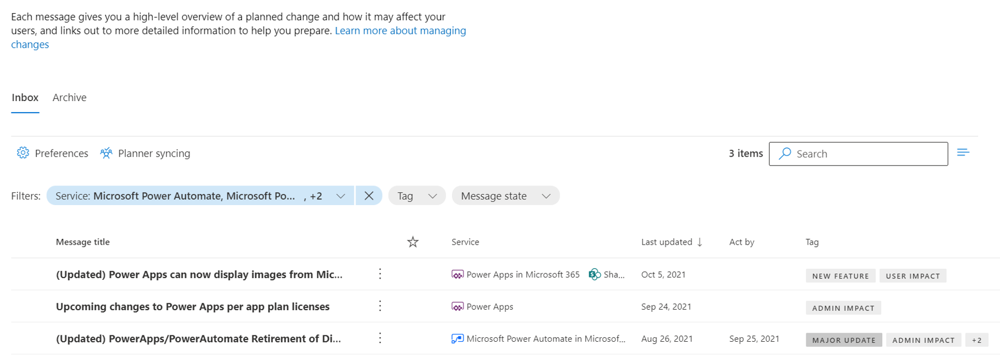 Each message gives you a high-level overview of a planned change and how it may affect your
users, and links out to more detailed information to help you prepare. Learn more about managing
changes
Inbox Archive
Preferences Planner syncing 3 items Search
Filters: Service: Microsoft Power Automate, Microsoft Po... , +2 Tag Message state
Message title Service Last updated ↓ Act by Tag
(Updated) Power Apps can now display images from Mic... Power Apps in Microsoft 365 Sha... Oct 5, 2021 NEW FEATURE USER IMPACT
Upcoming changes to Power Apps per app plan licenses Power Apps Sep 24, 2021 ADMIN IMPACT
(Updated) PowerApps/PowerAutomate Retirement of Di... Microsoft Power Automate in Microsof... Aug 26, 2021 Sep 25, 2021 MAJOR UPDATE ADMIN IMPACT +2